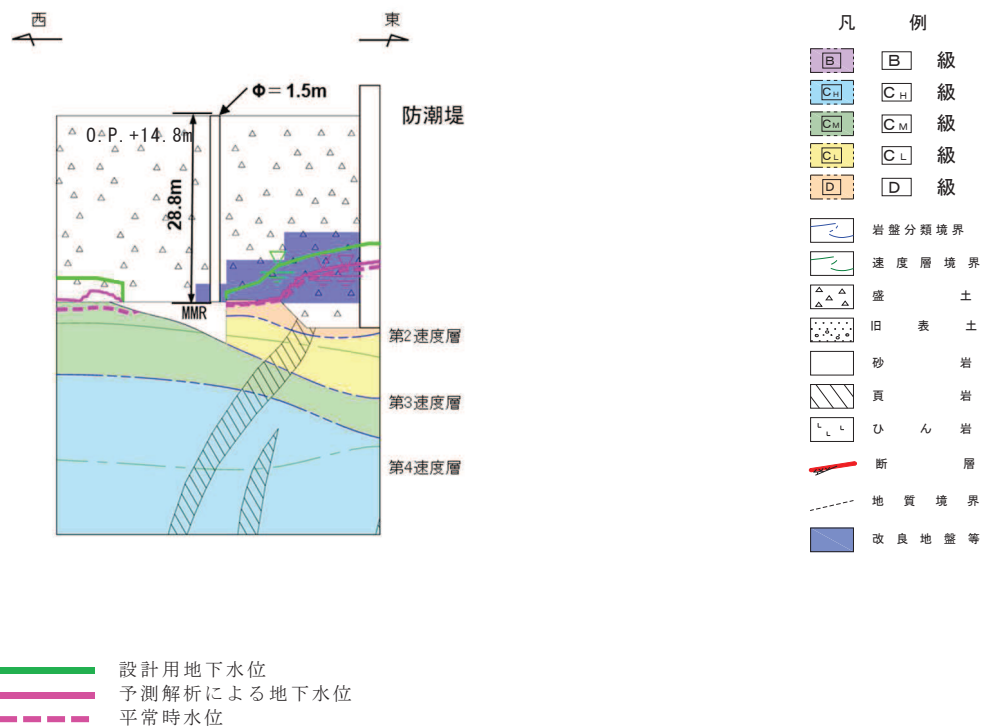 西
東
Φ＝ 1.5m
防潮堤
O.P.+14.8m
28.8m
MMR
第2速度層
第3速度層
第4速度層
凡 例
B B 級
CH CH 級
CM CM 級
CL CL 級
D D 級
岩盤分類境界
速度層境界
盛 土
旧 表 土
砂 岩
頁 岩
ひ ん 岩
断 層
地 質 境 界
改 良 地 盤 等
設計用地下水位
予測解析による地下水位
平常時水位